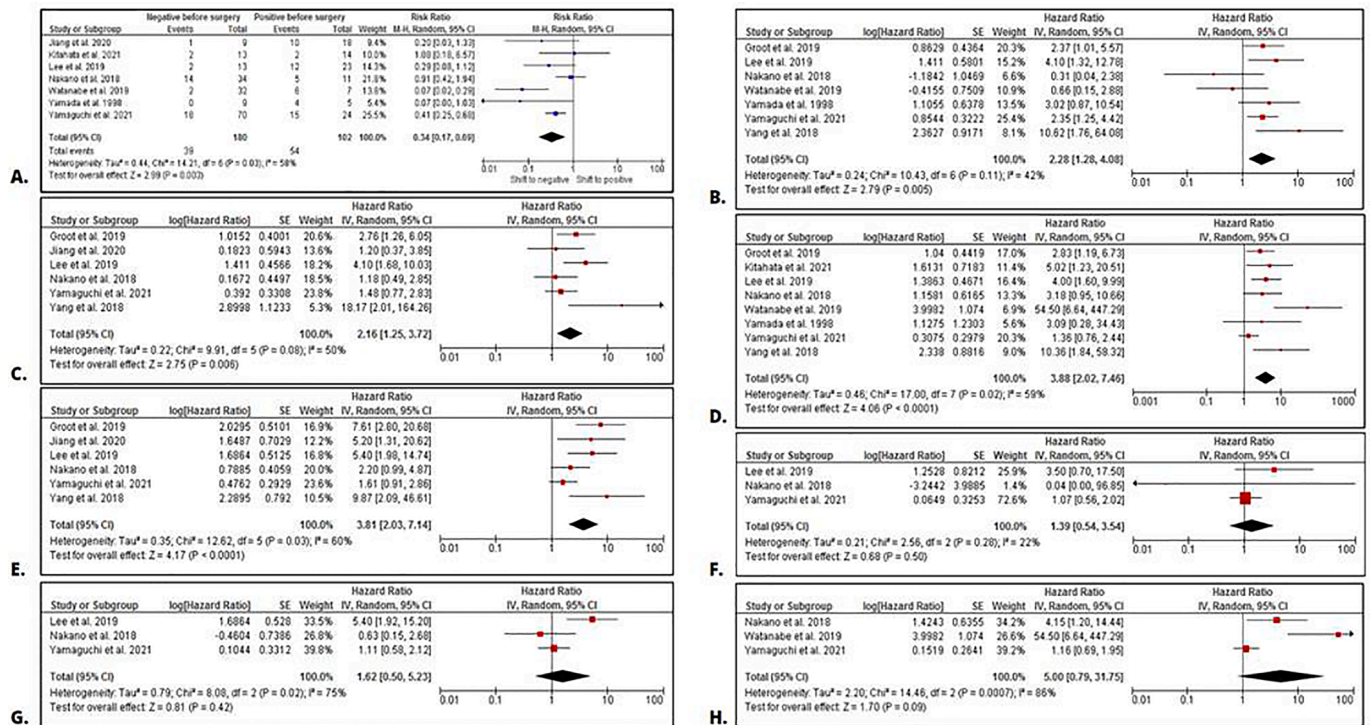 Negative before surgery Positive before surgery Risk Ratio Risk Ratio
Study or Subgroup Events Total Events Total Weight M-H, Random, 95% CI M-H, Random, 95% CI
Jiang et al. 2020 1 9 10 18 9.4% 0.20 [0.03, 1.33]
Kitahata et al. 2021 2 13 2 14 10.0% 1.08 [0.18, 6.57]
Lee et al. 2019 2 13 12 23 13.4% 0.29 [0.08, 1.12]
Nakano et al. 2018 14 34 5 11 21.8% 0.91 [0.42, 1.94]
Watanabe et al. 2019 2 32 6 7 13.8% 0.07 [0.02, 0.29]
Yamada et al. 1998 0 9 4 5 5.4% 0.07 [0.00, 1.03]
Yamaguchi et al. 2021 18 70 15 24 25.5% 0.41 [0.25, 0.68]
Total (95% CI) 180 102 100.0% 0.34 [0.17, 0.69]
Total events 39 54
Heterogeneity: Tau² = 0.44, Chi² = 14.21, df = 6 (P = 0.03); I² = 58%
Test for overall effect: Z = 2.99 (P = 0.003)
0.01 0.1 1 10 100
Shift to negative Shift to positive
A.
Hazard Ratio Hazard Ratio
Study or Subgroup log[Hazard Ratio] SE Weight IV, Random, 95% CI IV, Random, 95% CI
Groot et al. 2019 0.8629 0.4364 20.3% 2.37 [1.01, 5.57]
Lee et al. 2019 1.411 0.5801 15.2% 4.10 [1.32, 12.78]
Nakano et al. 2018 -1.1842 1.0469 6.6% 0.31 [0.04, 2.38]
Watanabe et al. 2019 -0.4155 0.7509 10.9% 0.66 [0.15, 2.88]
Yamada et al. 1998 1.1055 0.6378 13.5% 3.02 [0.87, 10.54]
Yamaguchi et al. 2021 0.8544 0.3222 25.4% 2.35 [1.25, 4.42]
Yang et al. 2018 2.3627 0.9171 8.1% 10.62 [1.76, 64.08]
Total (95% CI) 100.0% 2.28 [1.28, 4.08]
Heterogeneity: Tau² = 0.24; Chi² = 10.43, df = 6 (P = 0.11); I² = 42%
Test for overall effect: Z = 2.79 (P = 0.005)
0.01 0.1 1 10 100
B.
Hazard Ratio Hazard Ratio
Study or Subgroup log[Hazard Ratio] SE Weight IV, Random, 95% CI IV, Random, 95% CI
Groot et al. 2019 1.0152 0.4001 20.6% 2.76 [1.26, 6.05]
Jiang et al. 2020 0.1823 0.5943 13.6% 1.20 [0.37, 3.85]
Lee et al. 2019 1.411 0.4566 18.2% 4.10 [1.68, 10.03]
Nakano et al. 2018 0.1672 0.4497 18.5% 1.18 [0.49, 2.85]
Yamaguchi et al. 2021 0.392 0.3308 23.8% 1.48 [0.77, 2.83]
Yang et al. 2018 2.8998 1.1233 5.4% 18.17 [2.01, 164.26]
Total (95% CI) 100.0% 2.16 [1.25, 3.72]
Heterogeneity: Tau² = 0.22; Chi² = 9.91, df = 5 (P = 0.08); I² = 50%
Test for overall effect: Z = 2.75 (P = 0.006)
0.01 0.1 1 10 100
C.
Hazard Ratio Hazard Ratio
Study or Subgroup log[Hazard Ratio] SE Weight IV, Random, 95% CI IV, Random, 95% CI
Groot et al. 2019 1.04 0.4419 17.0% 2.83 [1.19, 6.73]
Kitahata et al. 2021 1.6131 0.7183 11.4% 5.02 [1.23, 20.51]
Lee et al. 2019 1.3863 0.4671 16.4% 4.00 [1.60, 9.99]
Nakano et al. 2018 1.1581 0.6165 13.3% 3.18 [0.95, 10.66]
Watanabe et al. 2019 3.9982 1.074 6.9% 54.50 [6.64, 447.29]
Yamada et al. 1998 1.1275 1.2303 5.6% 3.09 [0.28, 34.43]
Yamaguchi et al. 2021 0.3075 0.2979 20.3% 1.36 [0.76, 2.44]
Yang et al. 2018 2.338 0.8816 9.0% 10.36 [1.84, 58.32]
Total (95% CI) 100.0% 3.88 [2.02, 7.46]
Heterogeneity: Tau² = 0.46; Chi² = 17.00, df = 7 (P = 0.02); I² = 59%
Test for overall effect: Z = 4.06 (P < 0.0001)
0.001 0.1 1 10 1000
D.
Hazard Ratio Hazard Ratio
Study or Subgroup log[Hazard Ratio] SE Weight IV, Random, 95% CI IV, Random, 95% CI
Groot et al. 2019 2.0295 0.5101 16.9% 7.61 [2.80, 20.68]
Jiang et al. 2020 1.6487 0.7029 12.2% 5.20 [1.31, 20.62]
Lee et al. 2019 1.6864 0.5125 16.8% 5.40 [1.98, 14.74]
Nakano et al. 2018 0.7885 0.4059 20.0% 2.20 [0.99, 4.87]
Yamaguchi et al. 2021 0.4762 0.2929 23.6% 1.61 [0.91, 2.86]
Yang et al. 2018 2.2895 0.792 10.5% 9.87 [2.09, 46.61]
Total (95% CI) 100.0% 3.81 [2.03, 7.14]
Heterogeneity: Tau² = 0.35; Chi² = 12.62, df = 5 (P = 0.03); I² = 60%
Test for overall effect: Z = 4.17 (P < 0.0001)
0.01 0.1 1 10 100
E.
Hazard Ratio Hazard Ratio
Study or Subgroup log[Hazard Ratio] SE Weight IV, Random, 95% CI IV, Random, 95% CI
Lee et al. 2019 1.2528 0.8212 25.9% 3.50 [0.70, 17.50]
Nakano et al. 2018 -3.2442 3.9885 1.4% 0.04 [0.00, 96.85]
Yamaguchi et al. 2021 0.0649 0.3253 72.6% 1.07 [0.56, 2.02]
Total (95% CI) 100.0% 1.39 [0.54, 3.54]
Heterogeneity: Tau² = 0.21; Chi² = 2.56, df = 2 (P = 0.28); I² = 22%
Test for overall effect: Z = 0.68 (P = 0.50)
0.01 0.1 1 10 100
F.
Hazard Ratio Hazard Ratio
Study or Subgroup log[Hazard Ratio] SE Weight IV, Random, 95% CI IV, Random, 95% CI
Lee et al. 2019 1.6864 0.528 33.5% 5.40 [1.92, 15.20]
Nakano et al. 2018 -0.4604 0.7386 26.8% 0.63 [0.15, 2.68]
Yamaguchi et al. 2021 0.1044 0.3312 39.8% 1.11 [0.58, 2.12]
Total (95% CI) 100.0% 1.62 [0.50, 5.23]
Heterogeneity: Tau² = 0.79; Chi² = 8.08, df = 2 (P = 0.02); I² = 75%
Test for overall effect: Z = 0.81 (P = 0.42)
0.01 0.1 1 10 100
G.
Hazard Ratio Hazard Ratio
Study or Subgroup log[Hazard Ratio] SE Weight IV, Random, 95% CI IV, Random, 95% CI
Nakano et al. 2018 1.4243 0.6355 34.2% 4.15 [1.20, 14.44]
Watanabe et al. 2019 3.9982 1.074 26.6% 54.50 [6.64, 447.29]
Yamaguchi et al. 2021 0.1519 0.2641 39.2% 1.16 [0.69, 1.95]
Total (95% CI) 100.0% 5.00 [0.79, 31.75]
Heterogeneity: Tau² = 2.20; Chi² = 14.46, df = 2 (P = 0.0007); I² = 86%
Test for overall effect: Z = 1.70 (P = 0.09)
0.01 0.1 1 10 100
H.